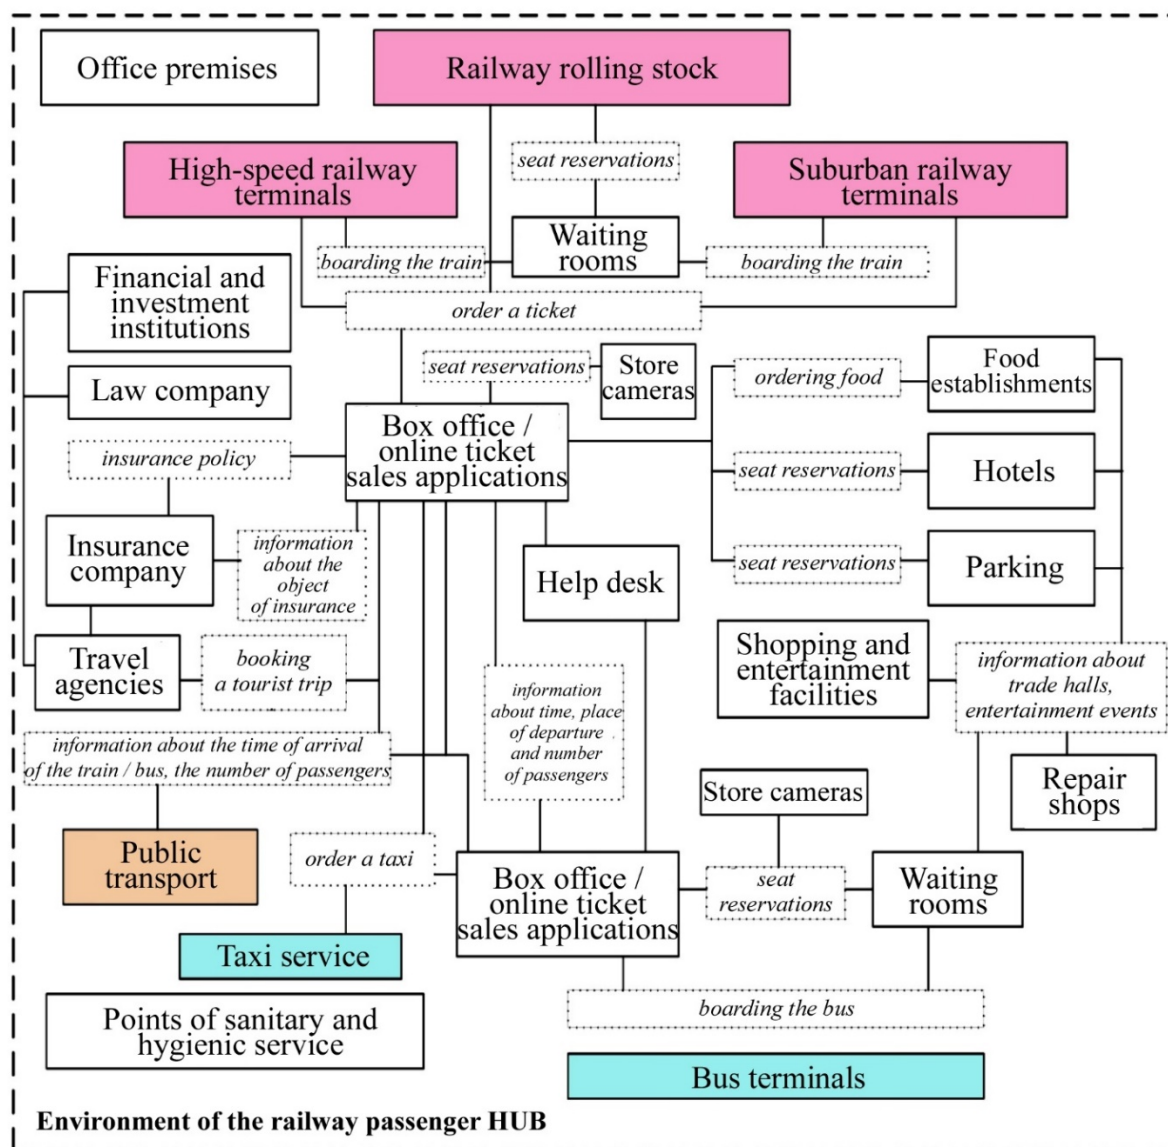 Office premises
Railway rolling stock
seat reservations
High-speed railway
terminals
Suburban railway
terminals
Waiting
rooms
boarding the train
boarding the train
order a ticket
Financial and
investment
institutions
Law company
seat reservations
Store
cameras
ordering food
Food
establishments
Box office /
online ticket
sales applications
insurance policy
seat reservations
Hotels
Insurance
company
information
about the
object
of insurance
Help desk
seat reservations
Parking
Travel
agencies
booking
a tourist trip
Shopping and
entertainment
facilities
information about
trade halls,
entertainment events
information
about time, place
of departure
and number
of passengers
information about the time of arrival
of the train / bus, the number of passengers
Store cameras
Repair
shops
Public
transport
order a taxi
Box office /
online ticket
sales applications
seat
reservations
Waiting
rooms
Taxi service
Points of sanitary and
hygienic service
boarding the bus
Bus terminals
Environment of the railway passenger HUB